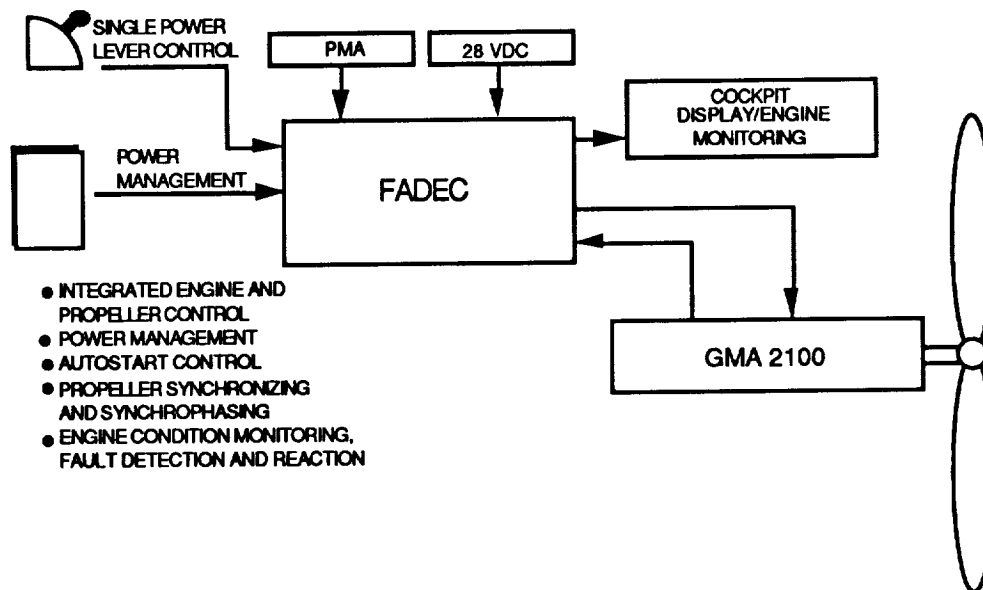 SINGLE POWER
LEVER CONTROL
PMA
28 VDC
COCKPIT
DISPLAY/ENGINE
MONITORING
POWER
MANAGEMENT
FADEC
● INTEGRATED ENGINE AND
PROPELLER CONTROL
● POWER MANAGEMENT
● AUTOSTART CONTROL
● PROPELLER SYNCHRONIZING
AND SYNCHROPHASING
● ENGINE CONDITION MONITORING,
FAULT DETECTION AND REACTION
GMA 2100